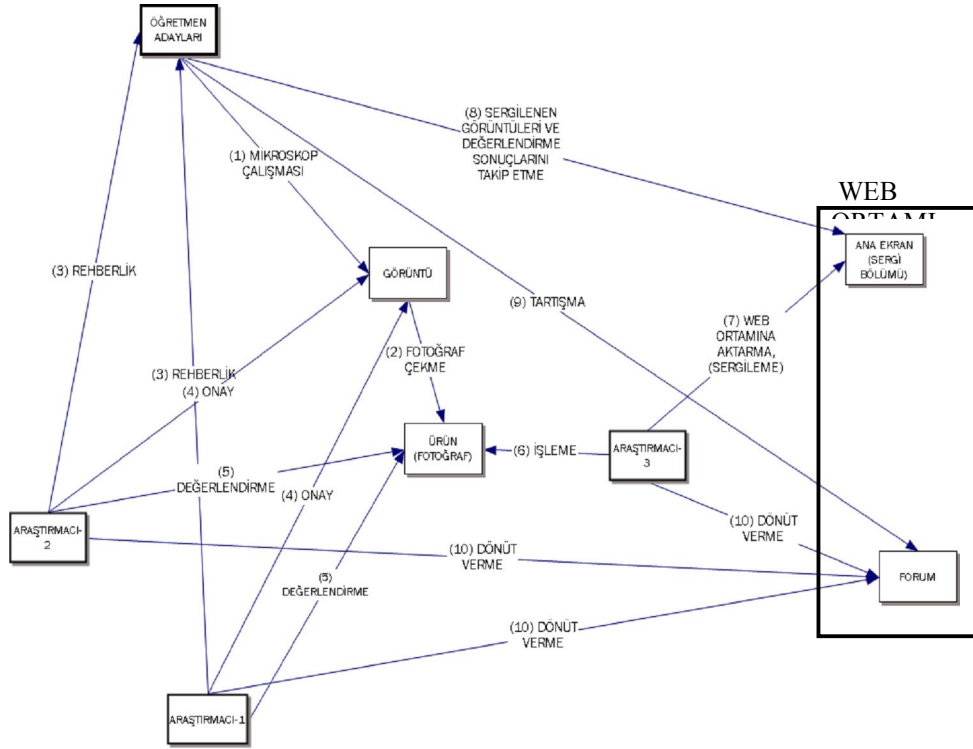 ÖĞRETMEN
ADAYLARI
(8) SERGİLENEN
GÖRÜNTÜLERİ VE
DEĞERLENDİRME
SONUÇLARINI
TAKİP ETME
(1) MİKROSKOP
ÇALIŞMASI
WEB
ORTAMI
ANA EKRAN
(SERGİ
BÖLÜMÜ)
(3) REHBERLİK
GÖRÜNTÜ
(9) TARTIŞMA
(7) WEB
ORTAMINA
AKTARMA,
(SERGİLEME)
(2) FOTOĞRAF
ÇEKME
(3) REHBERLİK
(4) ONAY
ÜRÜN
(FOTOĞRAF)
(6) İŞLEME
ARAŞTIRMACI-
3
(5)
DEĞERLENDİRME
(4) ONAY
ARAŞTIRMACI-
2
(10) DÖNÜT
VERME
(10) DÖNÜT
VERME
FORUM
(5)
DEĞERLENDİRME
(10) DÖNÜT
VERME
ARAŞTIRMACI-1